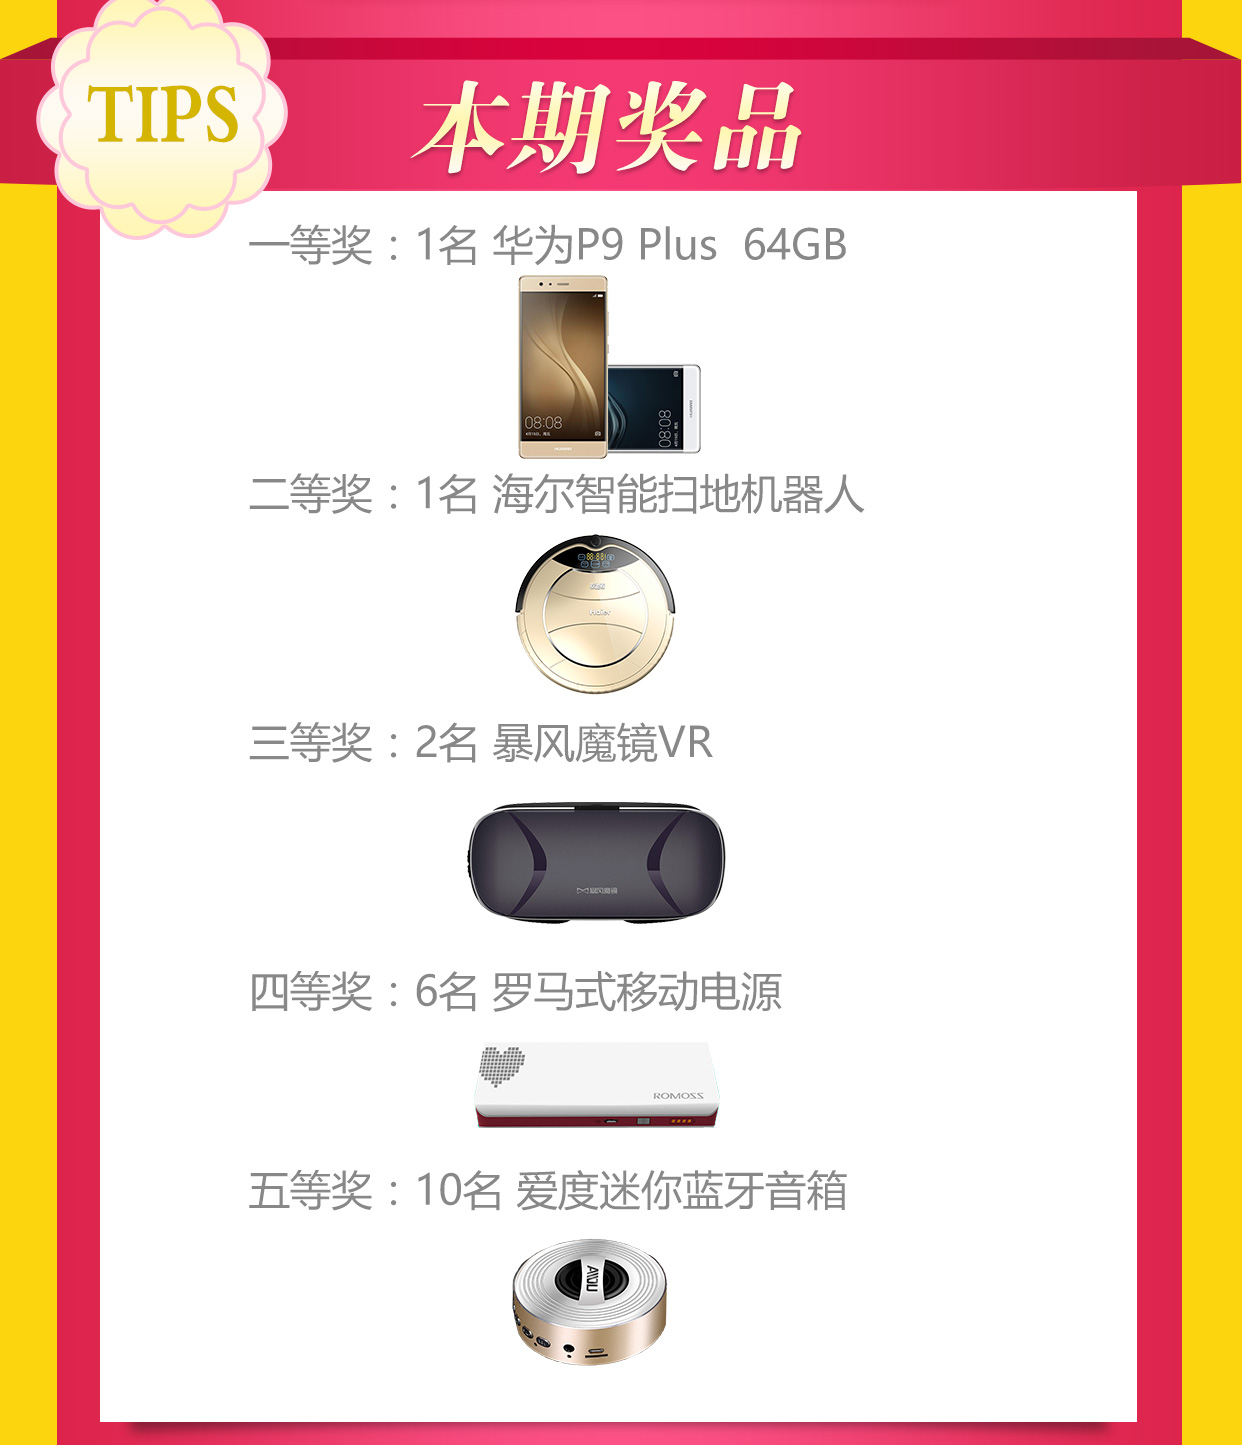 TIPS
本期奖品
一等奖：1名 华为P9 Plus 64GB
08:08
08:08
HUAWEI
二等奖：1名 海尔智能扫地机器人
88:88
Haier
三等奖：2名 暴风魔镜VR
暴风魔镜
四等奖：6名 罗马式移动电源
ROMOSS
五等奖：10名 爱度迷你蓝牙音箱